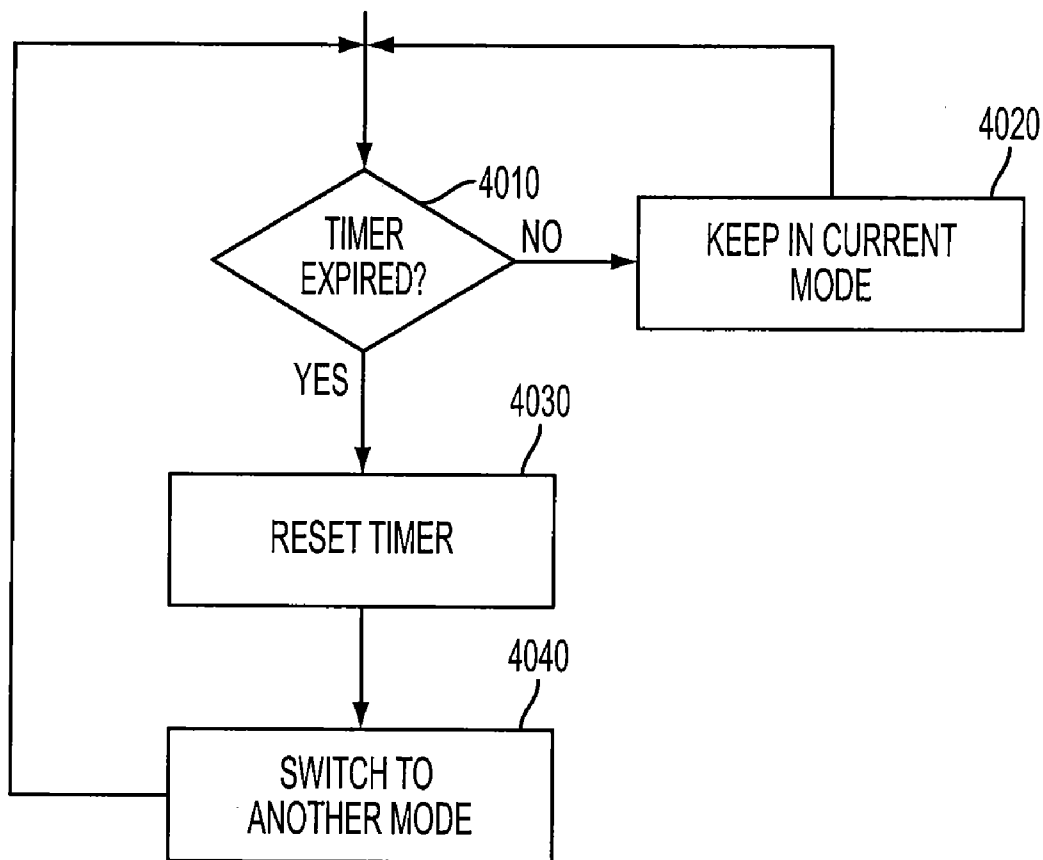 4010
TIMER
EXPIRED?
NO
4020
KEEP IN CURRENT
MODE
YES
4030
RESET TIMER
4040
SWITCH TO
ANOTHER MODE